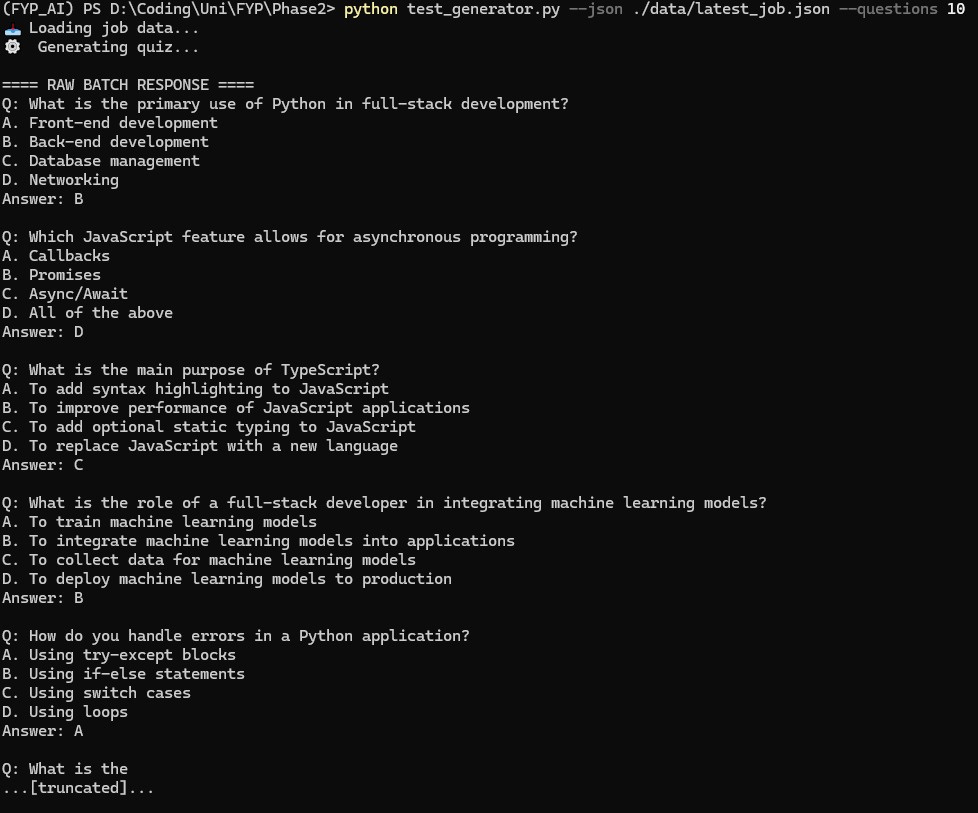 (FYP_AI) PS D:\Coding\Uni\FYP\Phase2> python test_generator.py --json ./data/latest_job.json --questions 10
Loading job data...
Generating quiz...
==== RAW BATCH RESPONSE ====
Q: What is the primary use of Python in full-stack development?
A. Front-end development
B. Back-end development
C. Database management
D. Networking
Answer: B
Q: Which JavaScript feature allows for asynchronous programming?
A. Callbacks
B. Promises
C. Async/Await
D. All of the above
Answer: D
Q: What is the main purpose of TypeScript?
A. To add syntax highlighting to JavaScript
B. To improve performance of JavaScript applications
C. To add optional static typing to JavaScript
D. To replace JavaScript with a new language
Answer: C
Q: What is the role of a full-stack developer in integrating machine learning models?
A. To train machine learning models
B. To integrate machine learning models into applications
C. To collect data for machine learning models
D. To deploy machine learning models to production
Answer: B
Q: How do you handle errors in a Python application?
A. Using try-except blocks
B. Using if-else statements
C. Using switch cases
D. Using loops
Answer: A
Q: What is the
...[truncated]...